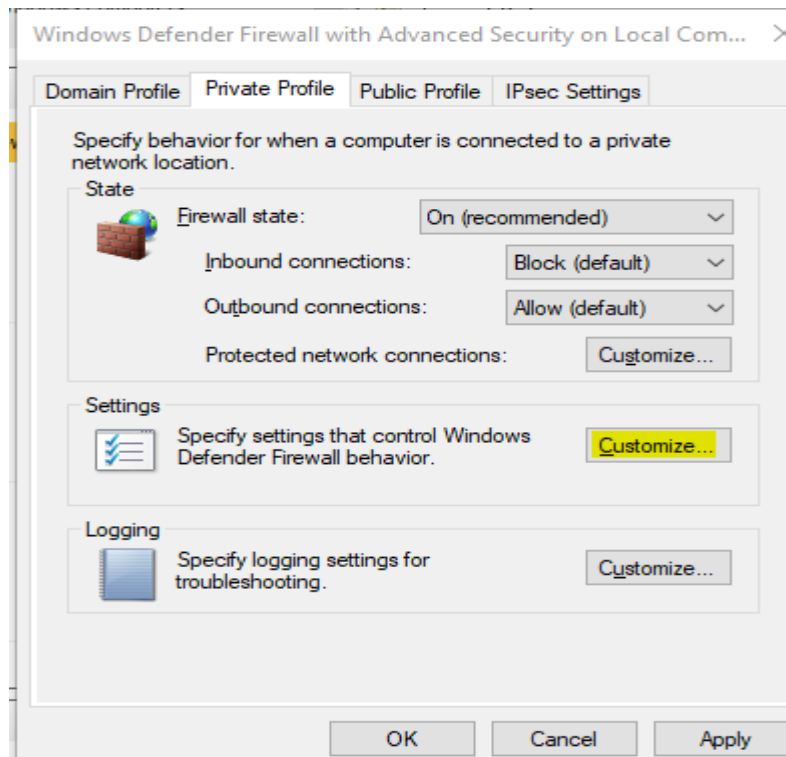 Windows Defender Firewall with Advanced Security on Local Com...
Domain Profile Private Profile Public Profile IPsec Settings
Specify behavior for when a computer is connected to a private
network location.
State
Firewall state: On (recommended)
Inbound connections: Block (default)
Outbound connections: Allow (default)
Protected network connections: Customize...
Settings
Specify settings that control Windows
Defender Firewall behavior.
Customize...
Logging
Specify logging settings for
troubleshooting.
Customize...
OK Cancel Apply